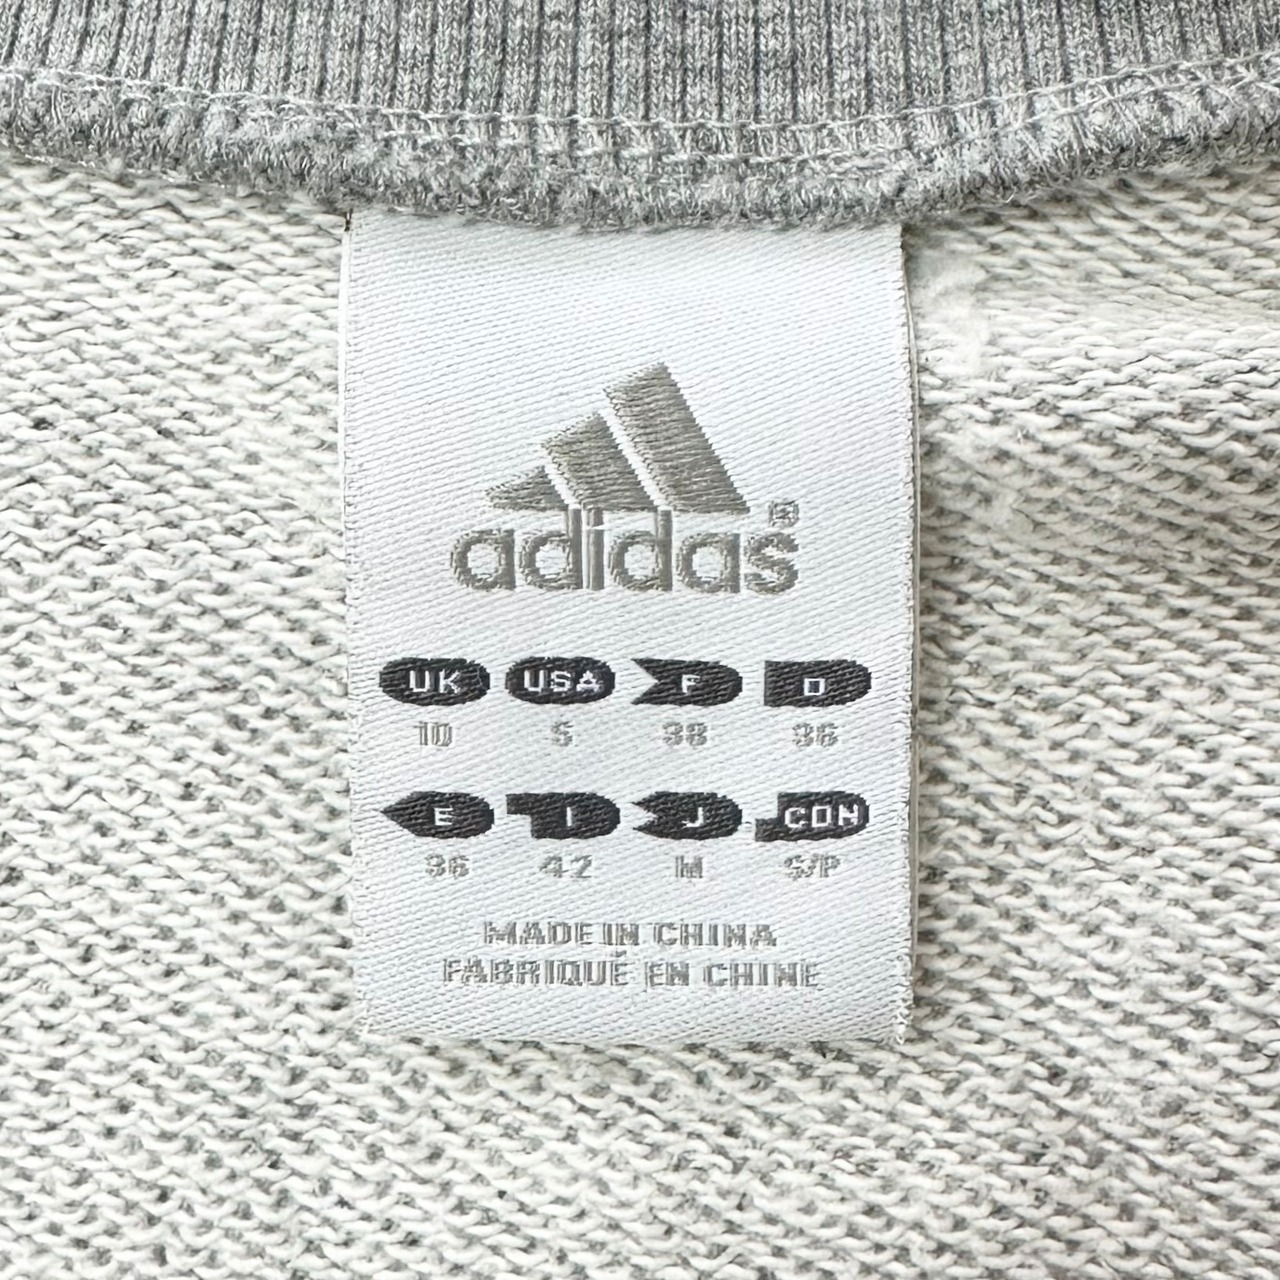 adidas®
UK USA F D
10 S 38 36
E I J CDN
36 42 M S/P
MADE IN CHINA
FABRIQUÉ EN CHINE